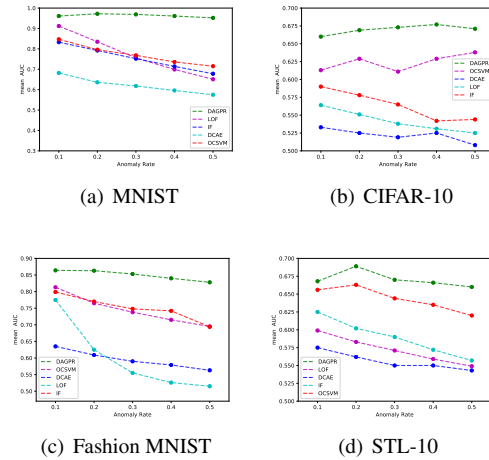 1.0
0.9
0.8
0.7
0.6
0.5
0.4
0.3
mean AUC
0.1 0.2 0.3 0.4 0.5
Anomaly Rate
DAGPR
LOF
IF
DCAE
OCSVM
(a) MNIST
0.700
0.675
0.650
0.625
0.600
0.575
0.550
0.525
0.500
mean AUC
0.1 0.2 0.3 0.4 0.5
Anomaly Rate
DAGPR
OCSVM
DCAE
LOF
IF
(b) CIFAR-10
0.90
0.85
0.80
0.75
0.70
0.65
0.60
0.55
0.50
mean AUC
0.1 0.2 0.3 0.4 0.5
Anomaly Rate
DAGPR
OCSVM
DCAE
LOF
IF
(c) Fashion MNIST
0.700
0.675
0.650
0.625
0.600
0.575
0.550
0.525
0.500
mean AUC
0.1 0.2 0.3 0.4 0.5
Anomaly Rate
DAGPR
OCSVM
DCAE
IF
LOF
(d) STL-10